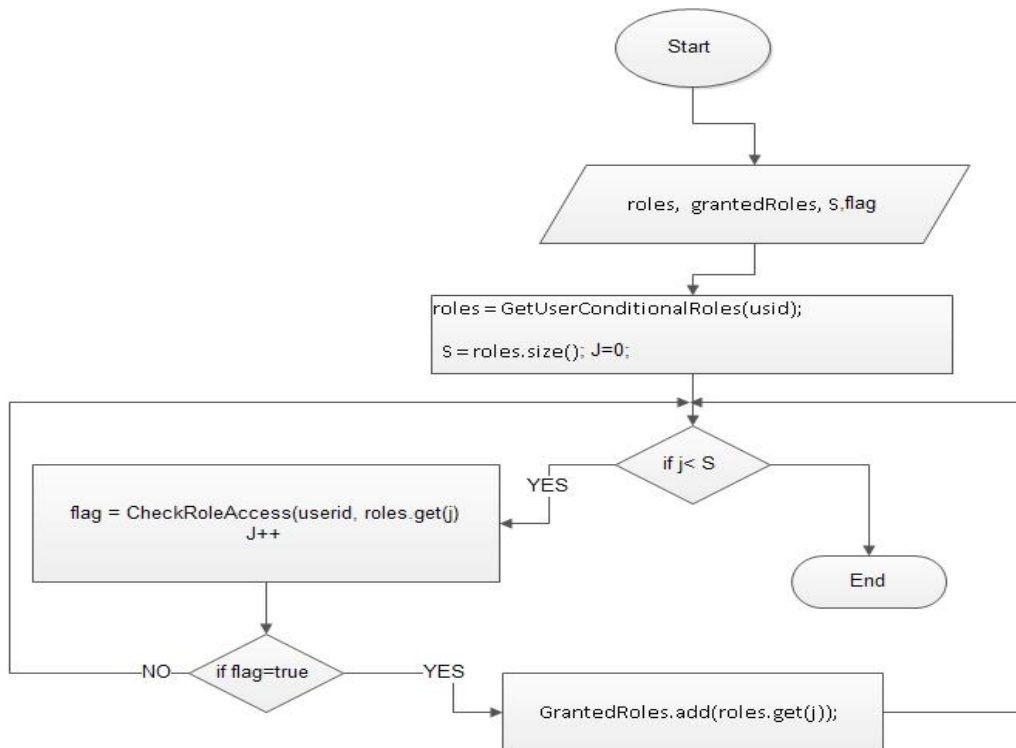 Start
roles, grantedRoles, S,flag
roles = GetUserConditionalRoles(usid);
S = roles.size(); J=0;
if j< S
YES
flag = CheckRoleAccess(userid, roles.get(j)
J++
End
if flag=true
NO
YES
GrantedRoles.add(roles.get(j));